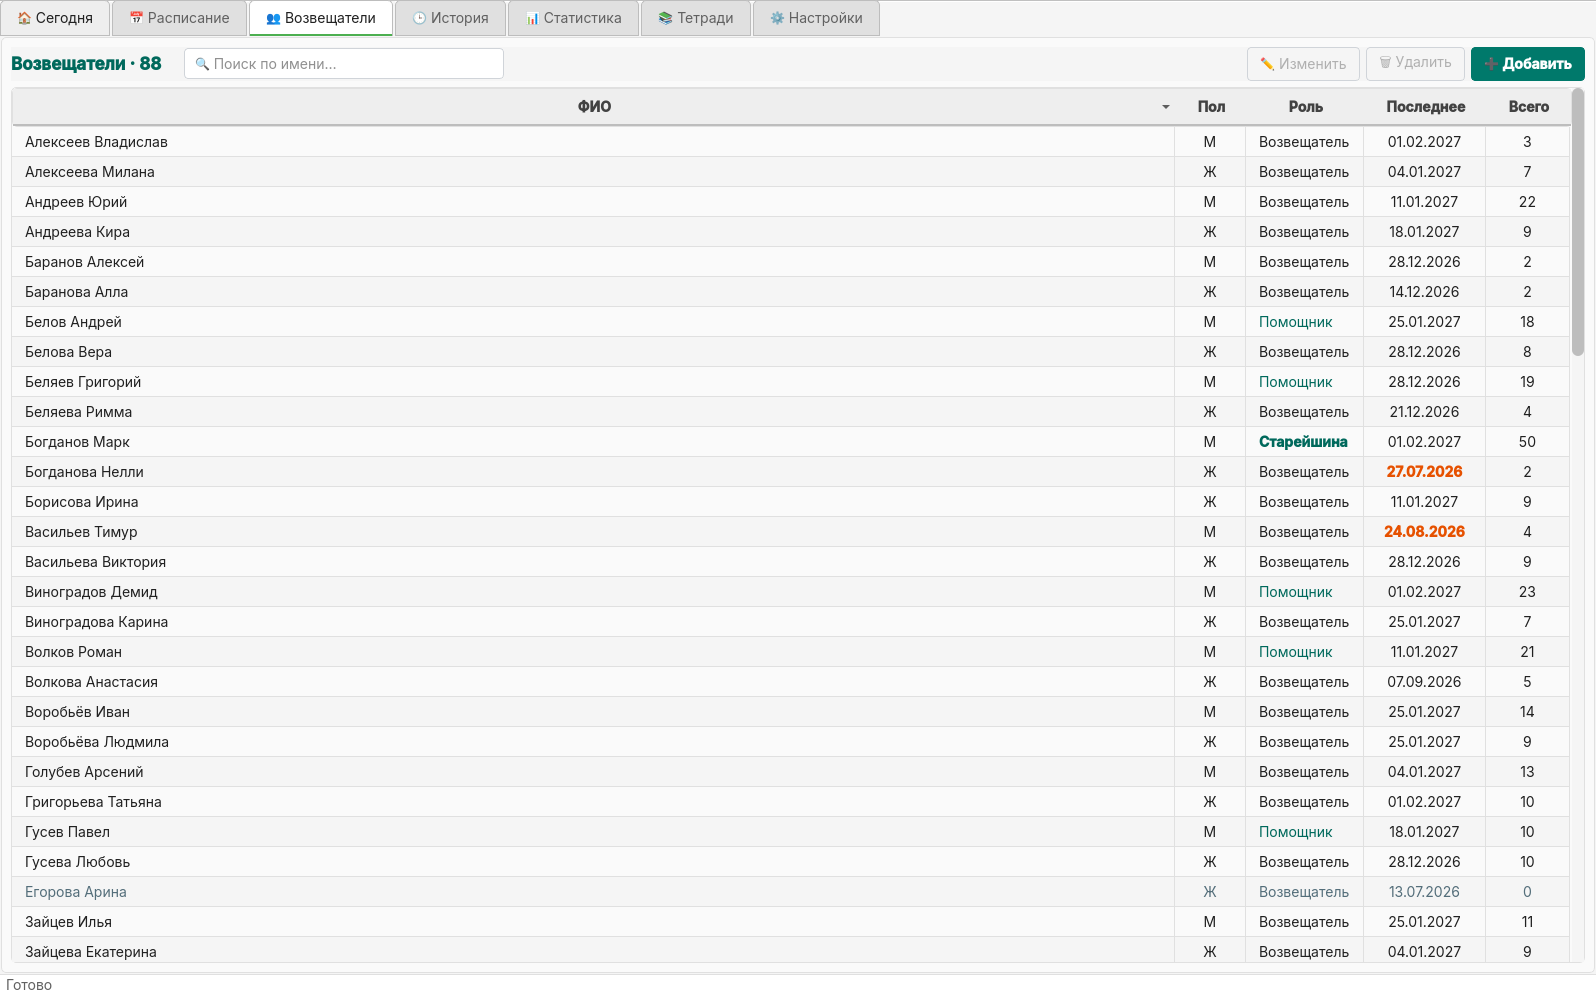 🏠 Сегодня 📅 Расписание 👥 Возвещатели 🕒 История 📊 Статистика 📚 Тетради ⚙️ Настройки
Возвещатели · 88 🔍 Поиск по имени... ✏️ Изменить 🗑 Удалить ➕ Добавить
ФИО Пол Роль Последнее Всего
Алексеев Владислав М Возвещатель 01.02.2027 3
Алексеева Милана Ж Возвещатель 04.01.2027 7
Андреев Юрий М Возвещатель 11.01.2027 22
Андреева Кира Ж Возвещатель 18.01.2027 9
Баранов Алексей М Возвещатель 28.12.2026 2
Баранова Алла Ж Возвещатель 14.12.2026 2
Белов Андрей М Помощник 25.01.2027 18
Белова Вера Ж Возвещатель 28.12.2026 8
Беляев Григорий М Помощник 28.12.2026 19
Беляева Римма Ж Возвещатель 21.12.2026 4
Богданов Марк М Старейшина 01.02.2027 50
Богданова Нелли Ж Возвещатель 27.07.2026 2
Борисова Ирина Ж Возвещатель 11.01.2027 9
Васильев Тимур М Возвещатель 24.08.2026 4
Васильева Виктория Ж Возвещатель 28.12.2026 9
Виноградов Демид М Помощник 01.02.2027 23
Виноградова Карина Ж Возвещатель 25.01.2027 7
Волков Роман М Помощник 11.01.2027 21
Волкова Анастасия Ж Возвещатель 07.09.2026 5
Воробьёв Иван М Возвещатель 25.01.2027 14
Воробьёва Людмила Ж Возвещатель 25.01.2027 9
Голубев Арсений М Возвещатель 04.01.2027 13
Григорьева Татьяна Ж Возвещатель 01.02.2027 10
Гусев Павел М Помощник 18.01.2027 10
Гусева Любовь Ж Возвещатель 28.12.2026 10
Егорова Арина Ж Возвещатель 13.07.2026 0
Зайцев Илья М Возвещатель 25.01.2027 11
Зайцева Екатерина Ж Возвещатель 04.01.2027 9
Готово